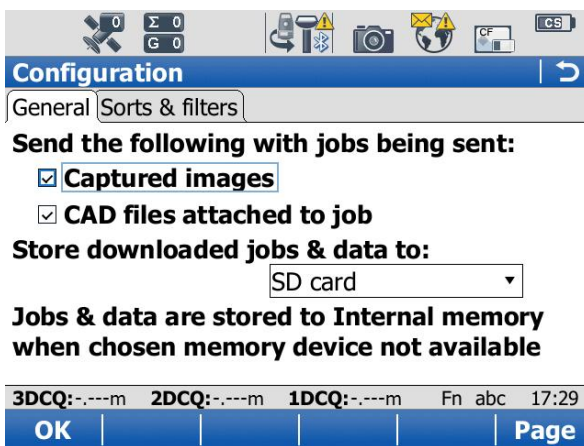 0
Σ 0
G 0
CF
CS
Configuration
General Sorts & filters
Send the following with jobs being sent:
Captured images
CAD files attached to job
Store downloaded jobs & data to:
SD card
Jobs & data are stored to Internal memory
when chosen memory device not available
3DCQ:-.---m 2DCQ:-.---m 1DCQ:-.---m Fn abc 17:29
OK Page